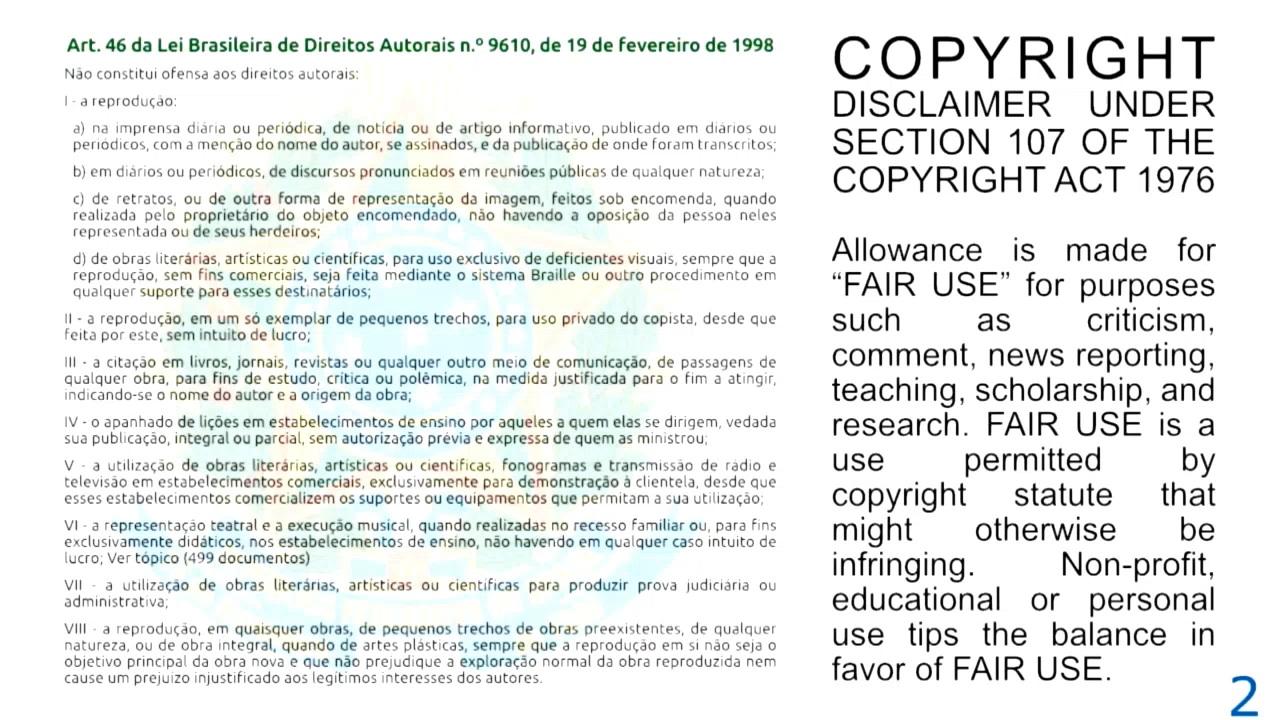 Art. 46 da Lei Brasileira de Direitos Autorais n.º 9610, de 19 de fevereiro de 1998
Não constitui ofensa aos direitos autorais:
I - a reprodução:
a) na imprensa diária ou periódica, de notícia ou de artigo informativo, publicado em diários ou
periódicos, com a menção do nome do autor, se assinados, e da publicação de onde foram transcritos;
b) em diários ou periódicos, de discursos pronunciados em reuniões públicas de qualquer natureza;
c) de retratos, ou de outra forma de representação da imagem, feitos sob encomenda, quando
realizada pelo proprietário do objeto encomendado, não havendo a oposição da pessoa neles
representada ou de seus herdeiros;
d) de obras literárias, artísticas ou científicas, para uso exclusivo de deficientes visuais, sempre que a
reprodução, sem fins comerciais, seja feita mediante o sistema Braille ou outro procedimento em
qualquer suporte para esses destinatários;
II - a reprodução, em um só exemplar de pequenos trechos, para uso privado do copista, desde que
feita por este, sem intuito de lucro;
III - a citação em livros, jornais, revistas ou qualquer outro meio de comunicação, de passagens de
qualquer obra, para fins de estudo, crítica ou polêmica, na medida justificada para o fim a atingir,
indicando-se o nome do autor e a origem da obra;
IV - o apanhado de lições em estabelecimentos de ensino por aqueles a quem elas se dirigem, vedada
sua publicação, integral ou parcial, sem autorização prévia e expressa de quem as ministrou;
V - a utilização de obras literárias, artísticas ou científicas, fonogramas e transmissão de rádio e
televisão em estabelecimentos comerciais, exclusivamente para demonstração à clientela, desde que
esses estabelecimentos comercializem os suportes ou equipamentos que permitam a sua utilização;
VI - a representação teatral e a execução musical, quando realizadas no recesso familiar ou, para fins
exclusivamente didáticos, nos estabelecimentos de ensino, não havendo em qualquer caso intuito de
lucro; Ver tópico (499 documentos)
VII - a utilização de obras literárias, artísticas ou científicas para produzir prova judiciária ou
administrativa;
VIII - a reprodução, em quaisquer obras, de pequenos trechos de obras preexistentes, de qualquer
natureza, ou de obra integral, quando de artes plásticas, sempre que a reprodução em si não seja o
objetivo principal da obra nova e que não prejudique a exploração normal da obra reproduzida nem
cause um prejuízo injustificado aos legítimos interesses dos autores.
COPYRIGHT
DISCLAIMER UNDER
SECTION 107 OF THE
COPYRIGHT ACT 1976
Allowance is made for
“FAIR USE” for purposes
such as criticism,
comment, news reporting,
teaching, scholarship, and
research. FAIR USE is a
use permitted by
copyright statute that
might otherwise be
infringing. Non-profit,
educational or personal
use tips the balance in
favor of FAIR USE.
2